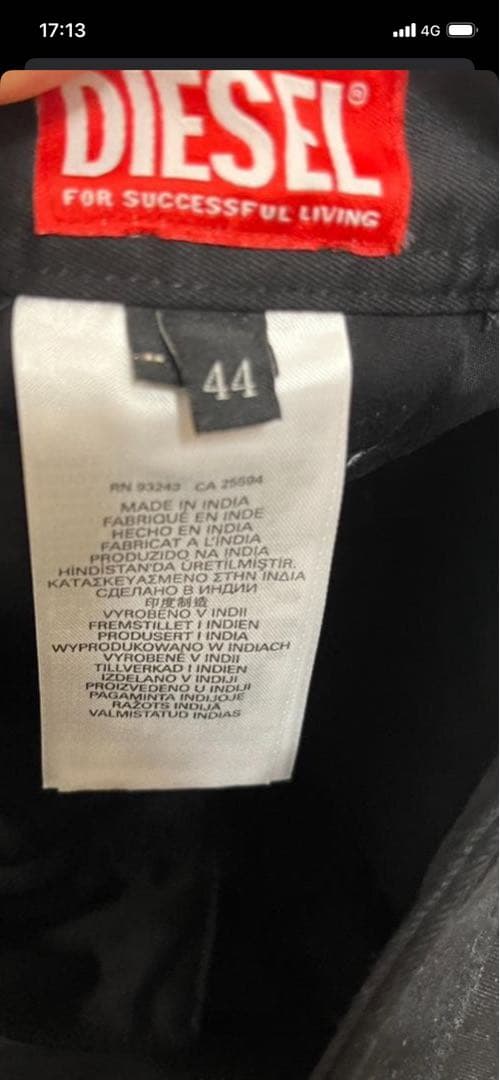 17:13
4G
DIESEL®
FOR SUCCESSFUL LIVING
44
RN 93243 CA 25594
MADE IN INDIA
FABRIQUÉ EN INDE
HECHO EN INDIA
FABRICAT A L'ÍNDIA
PRODUZIDO NA INDIA
HİNDİSTAN'DA ÜRETİLMİŞTİR.
ΚΑΤΑΣΚΕΥΑΣΜΕΝΟ ΣΤΗΝ ΙΝΔΙΑ
СДЕЛАНО В ИНДИИ
印度制造
VYROBENO V INDII
FREMSTILLET I INDIEN
PRODUSERT I INDIA
WYPRODUKOWANO W INDIACH
VYROBENÉ V INDII
TILLVERKAD I INDIEN
IZDELANO V INDIJI
PROIZVEDENO U INDIJI
PAGAMINTA INDIJOJE
RAŽOTS INDIJĀ
VALMISTATUD INDIAS